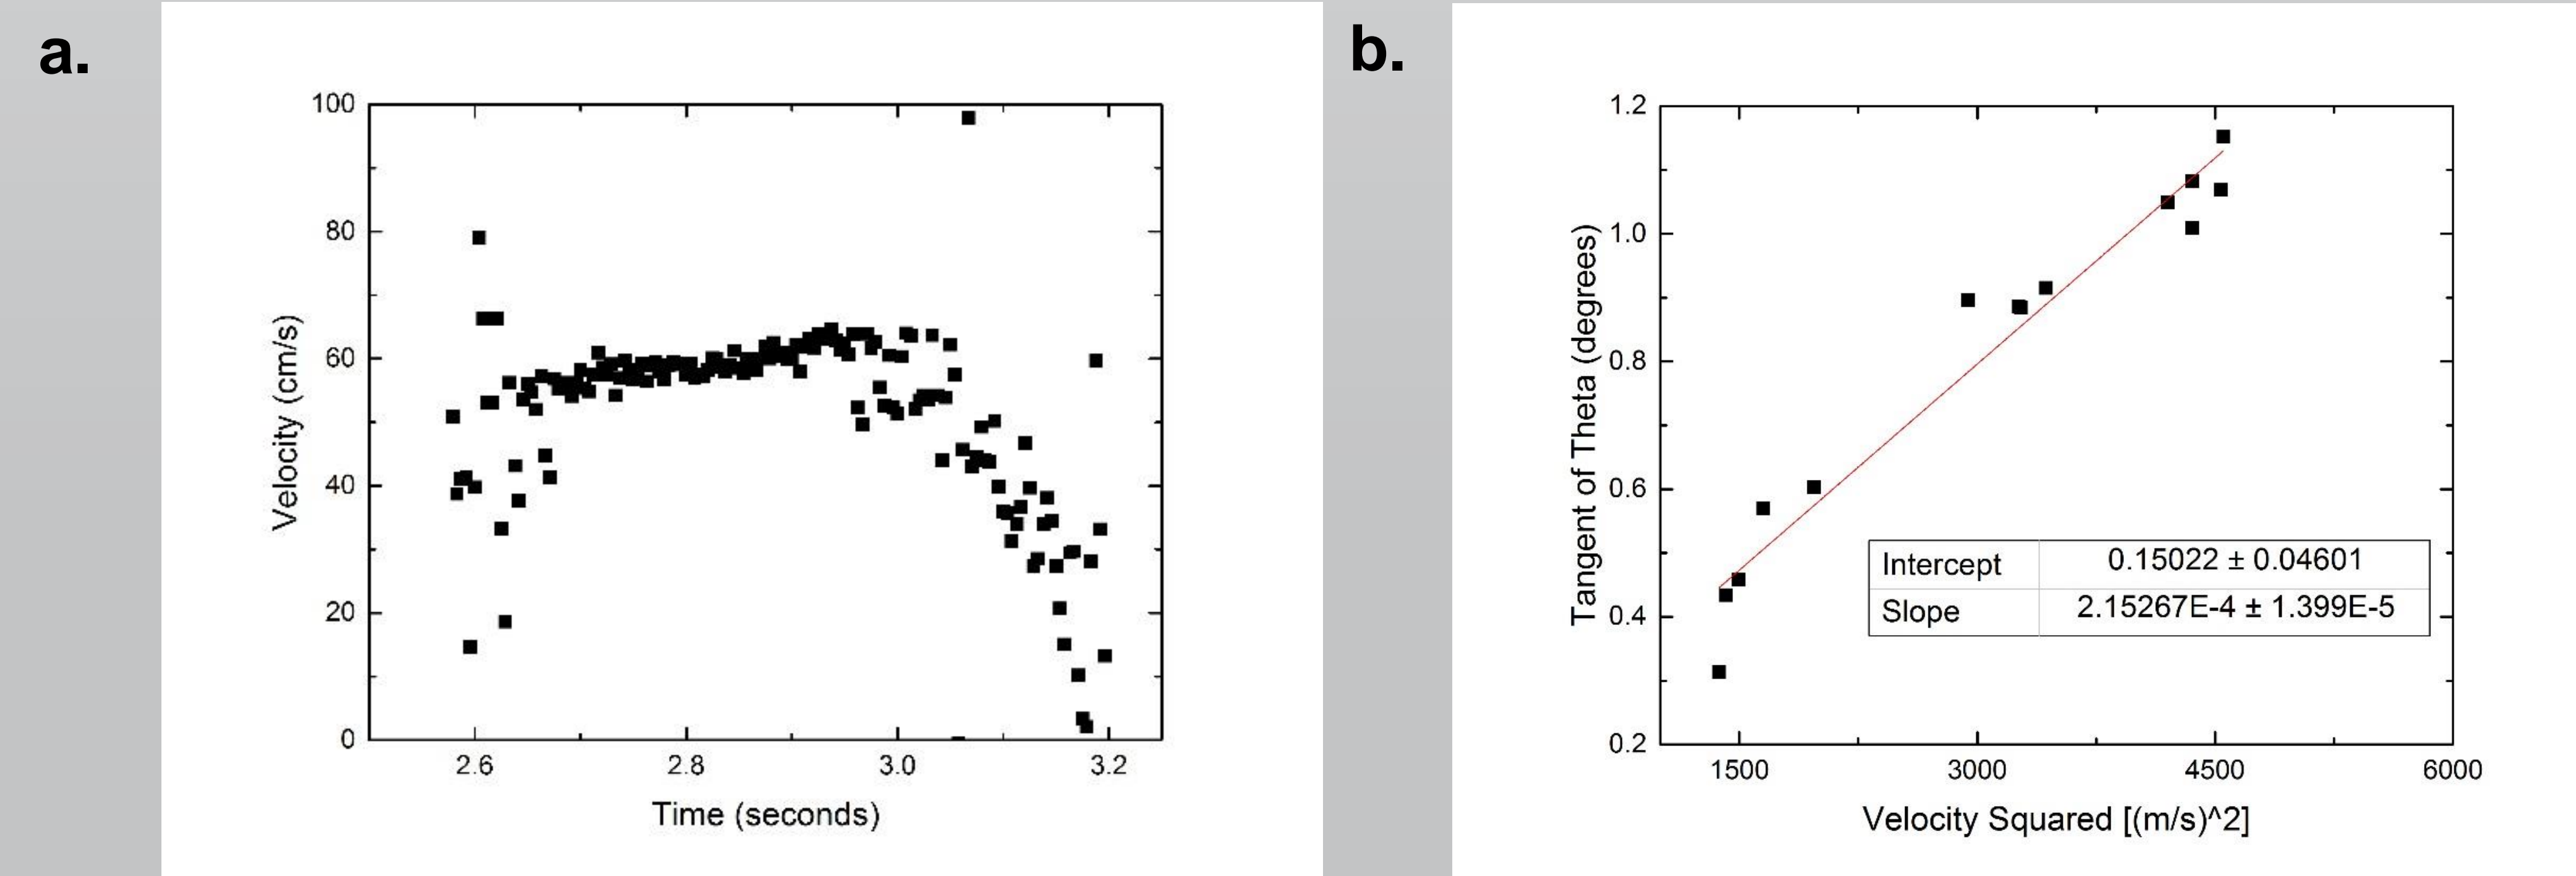 a.
100
80
60
40
20
0
Velocity (cm/s)
2.6 2.8 3.0 3.2
Time (seconds)
b.
1.2
1.0
0.8
0.6
0.4
0.2
Tangent of Theta (degrees)
Intercept 0.15022 ± 0.04601
Slope 2.15267E-4 ± 1.399E-5
1500 3000 4500 6000
Velocity Squared [(m/s)^2]